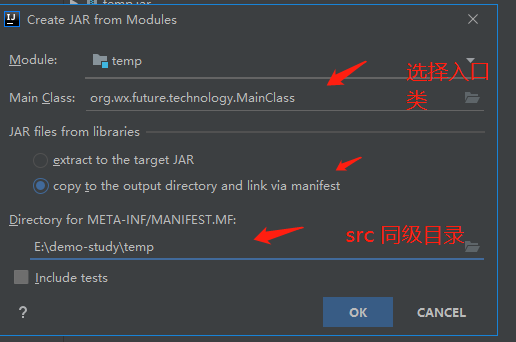 Create JAR from Modules
Module:
temp
选择入口
类
Main Class:
org.wx.future.technology.MainClass
JAR files from libraries
extract to the target JAR
copy to the output directory and link via manifest
Directory for META-INF/MANIFEST.MF:
src 同级目录
E:\demo-study\temp
Include tests
?
OK
CANCEL